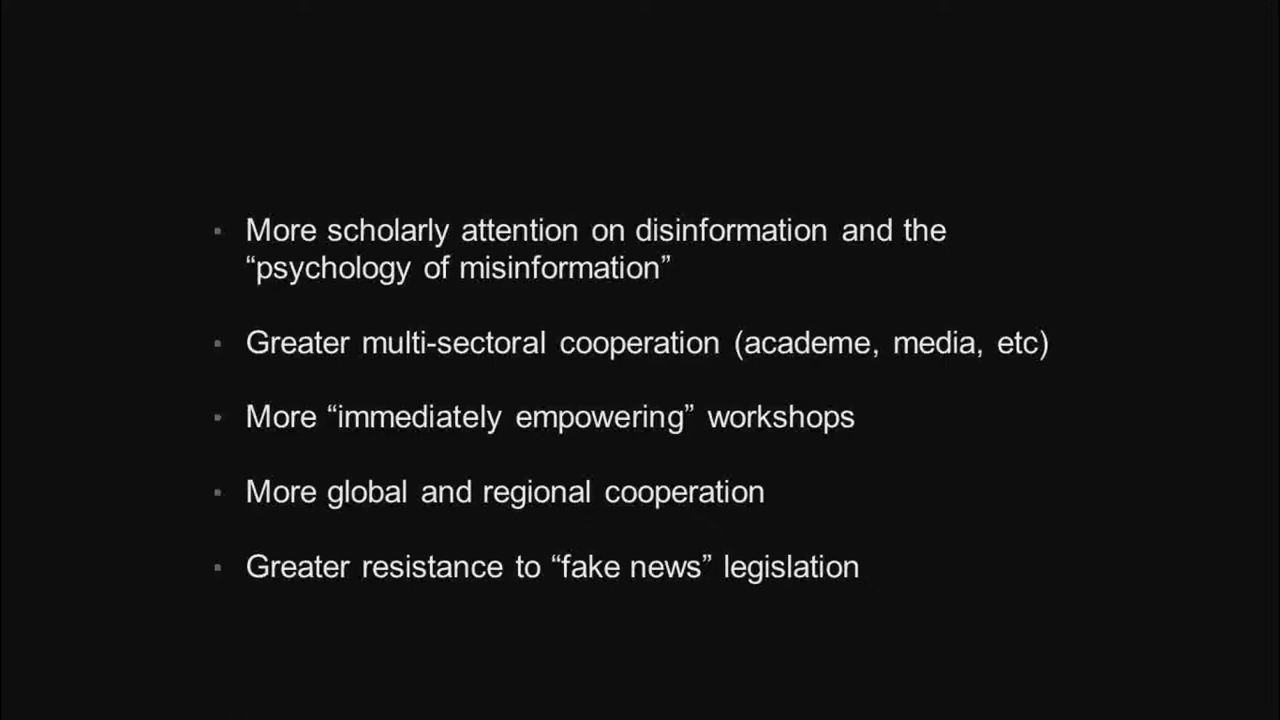 ▪ More scholarly attention on disinformation and the
“psychology of misinformation”
▪ Greater multi-sectoral cooperation (academe, media, etc)
▪ More “immediately empowering” workshops
▪ More global and regional cooperation
▪ Greater resistance to “fake news” legislation